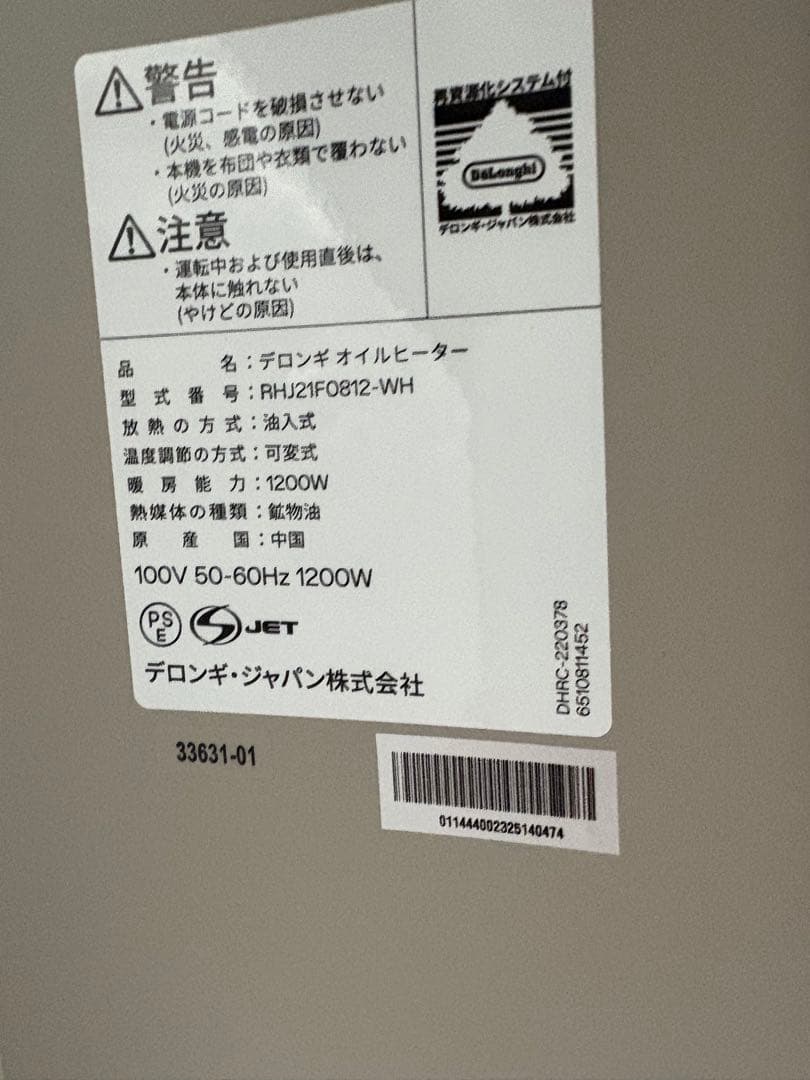 警告
・電源コードを破損させない
(火災、感電の原因)
・本機を布団や衣類で覆わない
(火災の原因)
注意
・運転中および使用直後は、
本体に触れない
(やけどの原因)
再資源化システム付
DeLonghi
デロンギ・ジャパン株式会社
品名：デロンギ オイルヒーター
型式番号：RHJ21F0812-WH
放熱の方式：油入式
温度調節の方式：可変式
暖房能力：1200W
熱媒体の種類：鉱物油
原産国：中国
100V 50-60Hz 1200W
PSE JET
デロンギ・ジャパン株式会社
DHRC-220378
6510811452
33631-01
011444002325140474